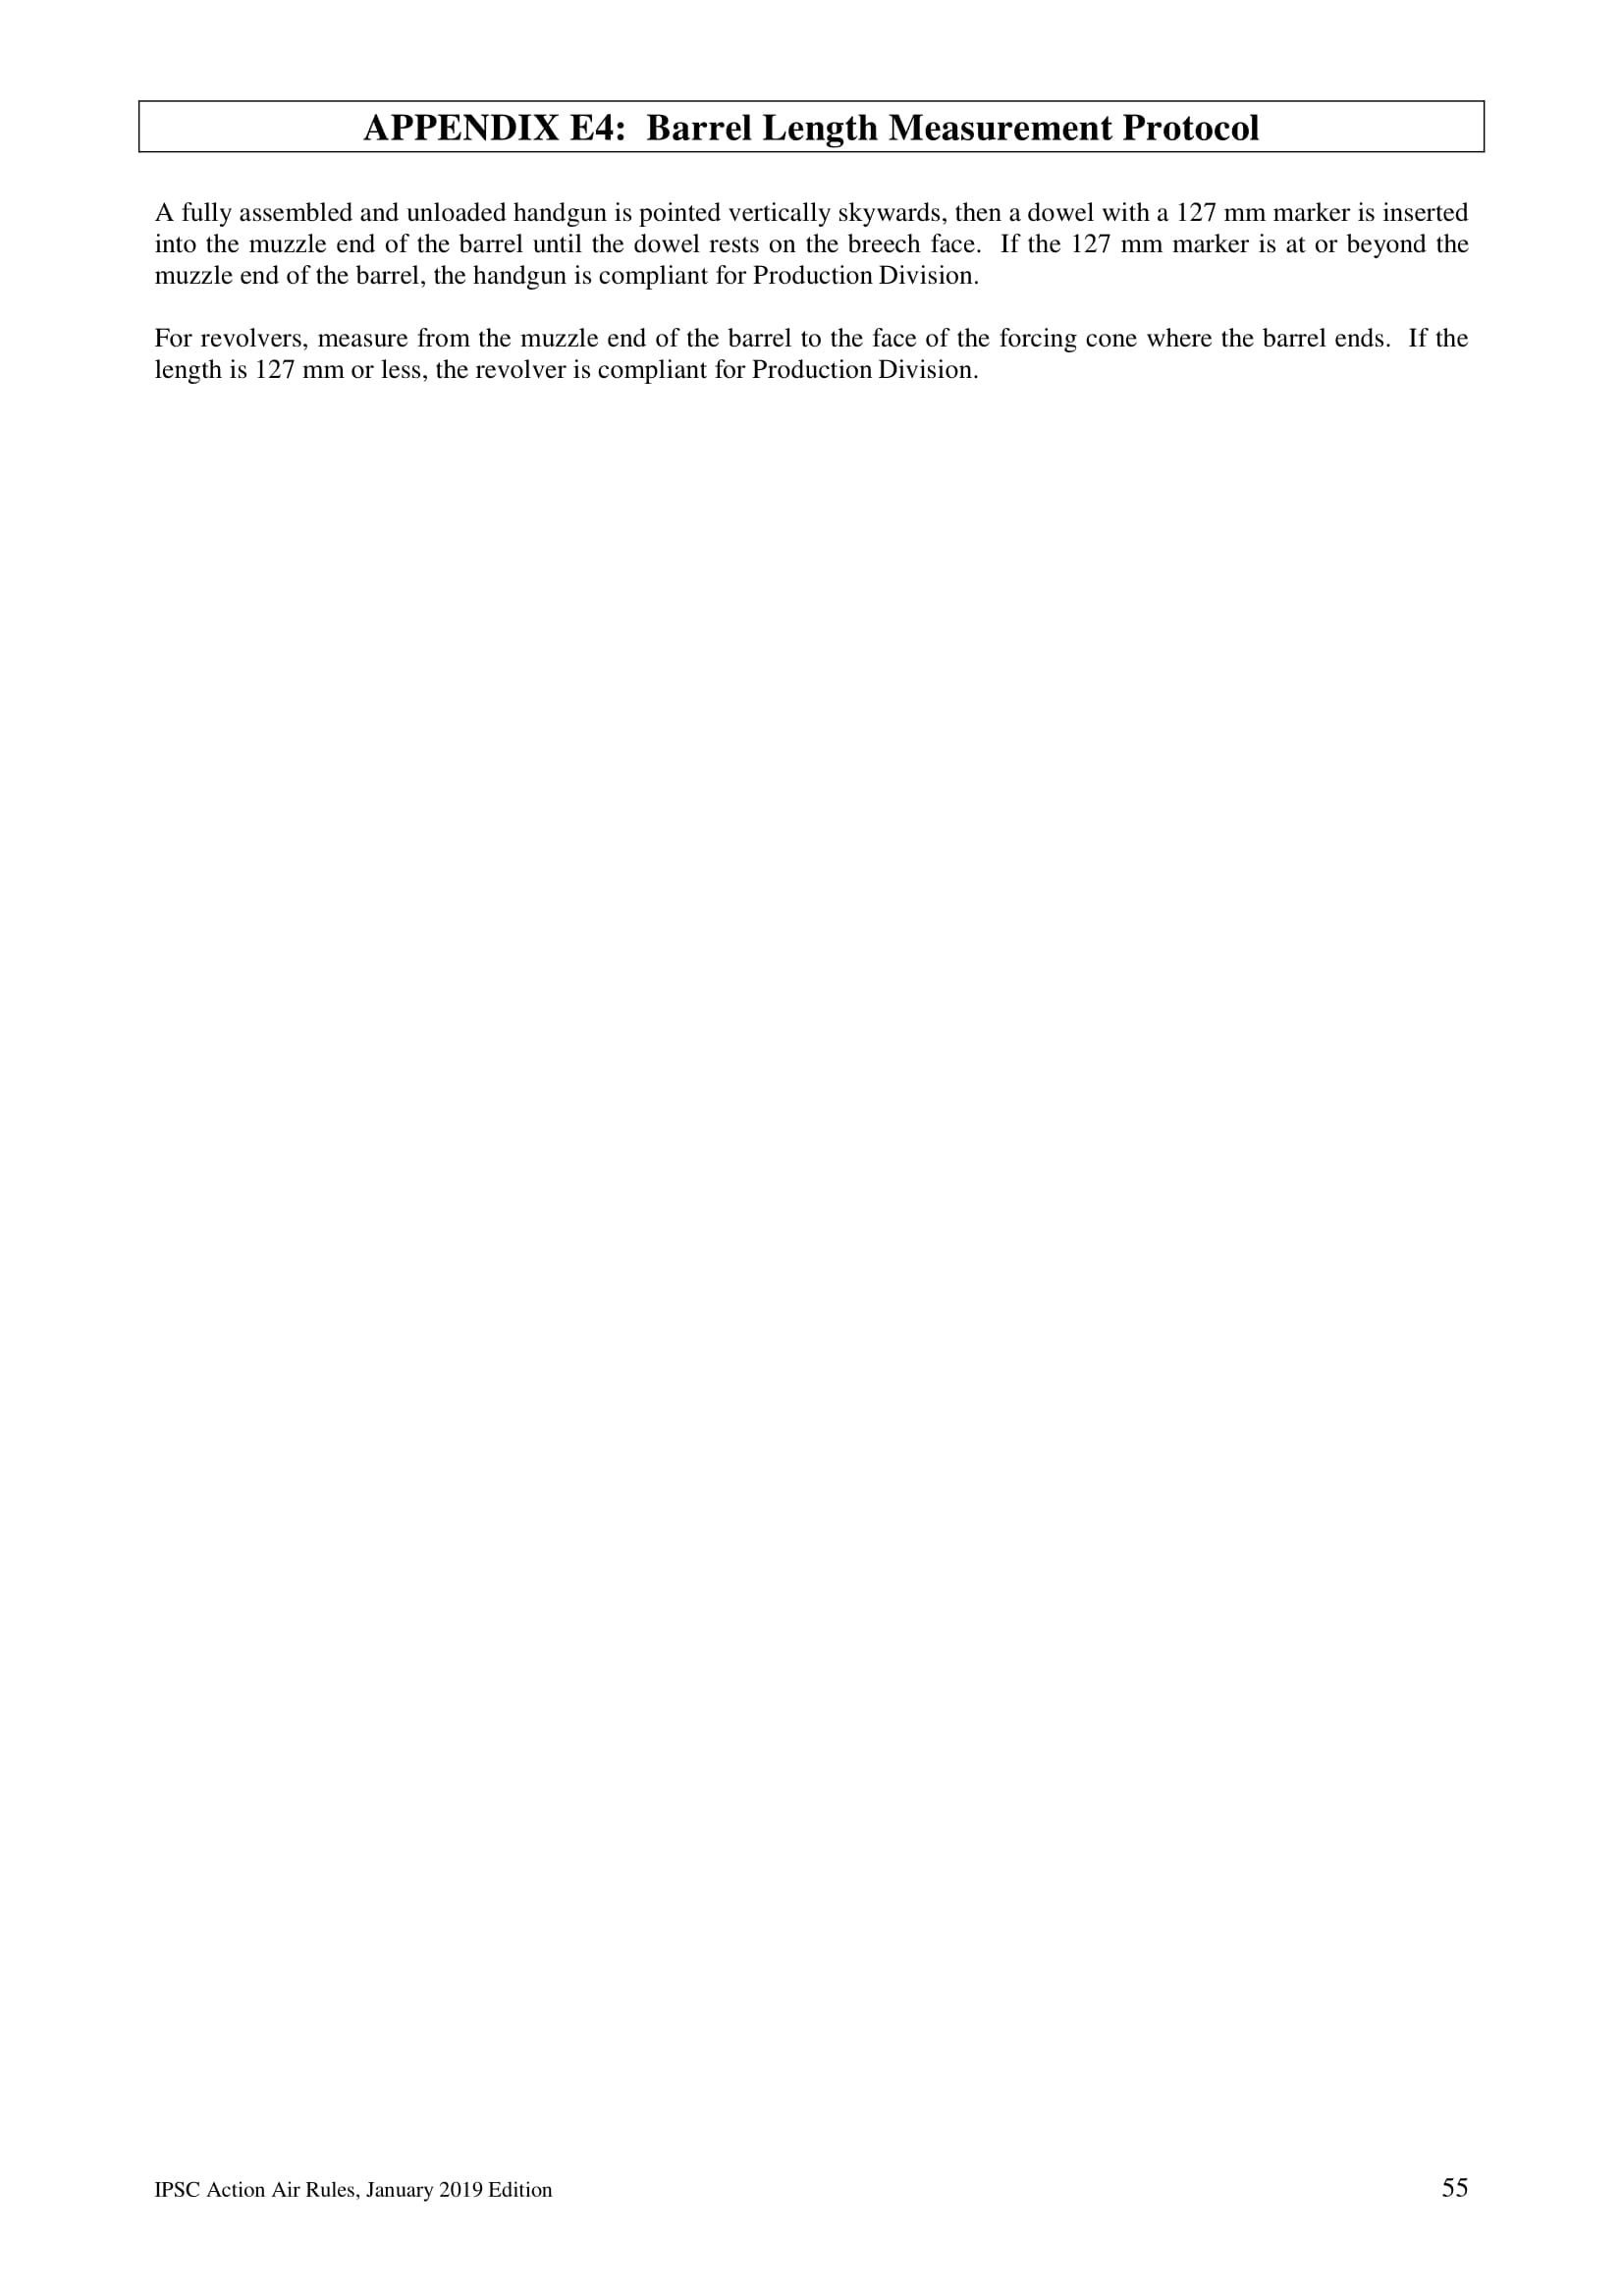 APPENDIX E4:  Barrel Length Measurement Protocol
A fully assembled and unloaded handgun is pointed vertically skywards, then a dowel with a 127 mm marker is inserted
into the muzzle end of the barrel until the dowel rests on the breech face.  If the 127 mm marker is at or beyond the
muzzle end of the barrel, the handgun is compliant for Production Division.
For revolvers, measure from the muzzle end of the barrel to the face of the forcing cone where the barrel ends.  If the
length is 127 mm or less, the revolver is compliant for Production Division.
IPSC Action Air Rules, January 2019 Edition 55